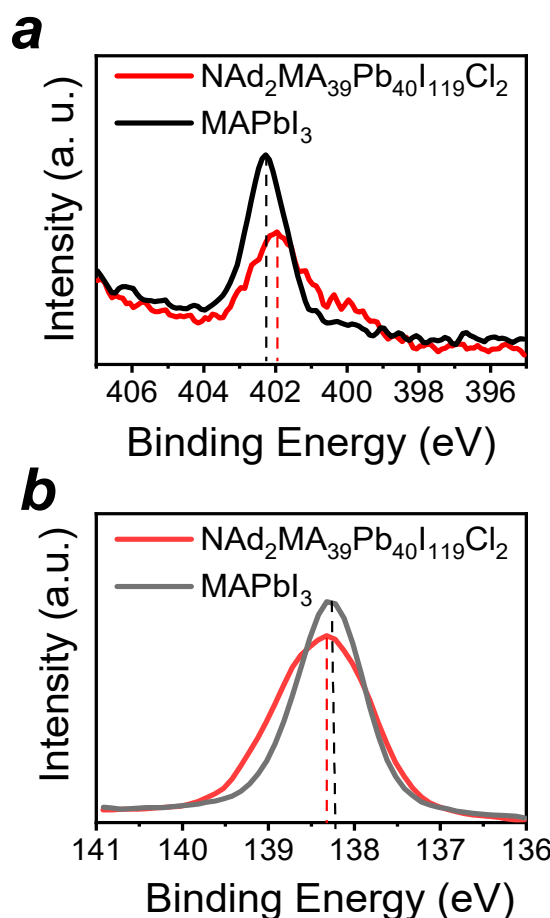 a
NAd₂MA₃₉Pb₄₀I₁₁₉Cl₂
MAPbI₃
Intensity (a. u.)
406 404 402 400 398 396
Binding Energy (eV)
b
NAd₂MA₃₉Pb₄₀I₁₁₉Cl₂
MAPbI₃
Intensity (a.u.)
141 140 139 138 137 136
Binding Energy (eV)